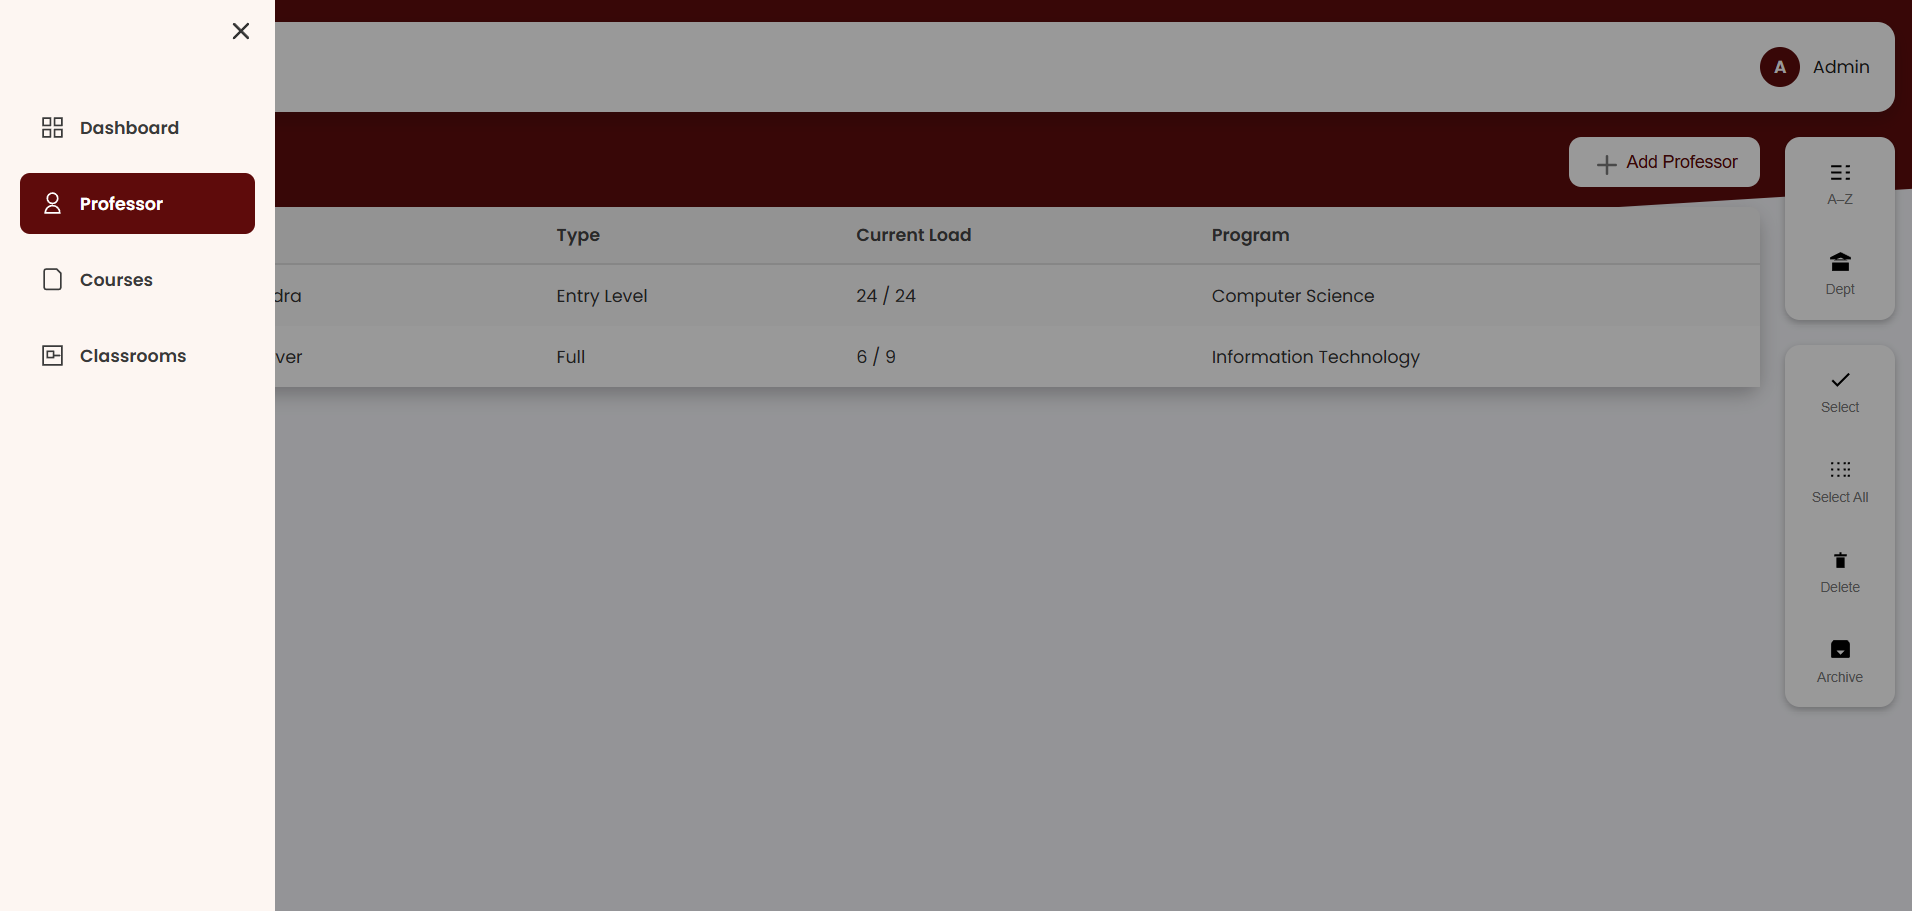 Dashboard
Professor
Courses
Classrooms
A Admin
Add Professor
Type Current Load Program
dra Entry Level 24 / 24 Computer Science
ver Full 6 / 9 Information Technology
A–Z
Dept
Select
Select All
Delete
Archive